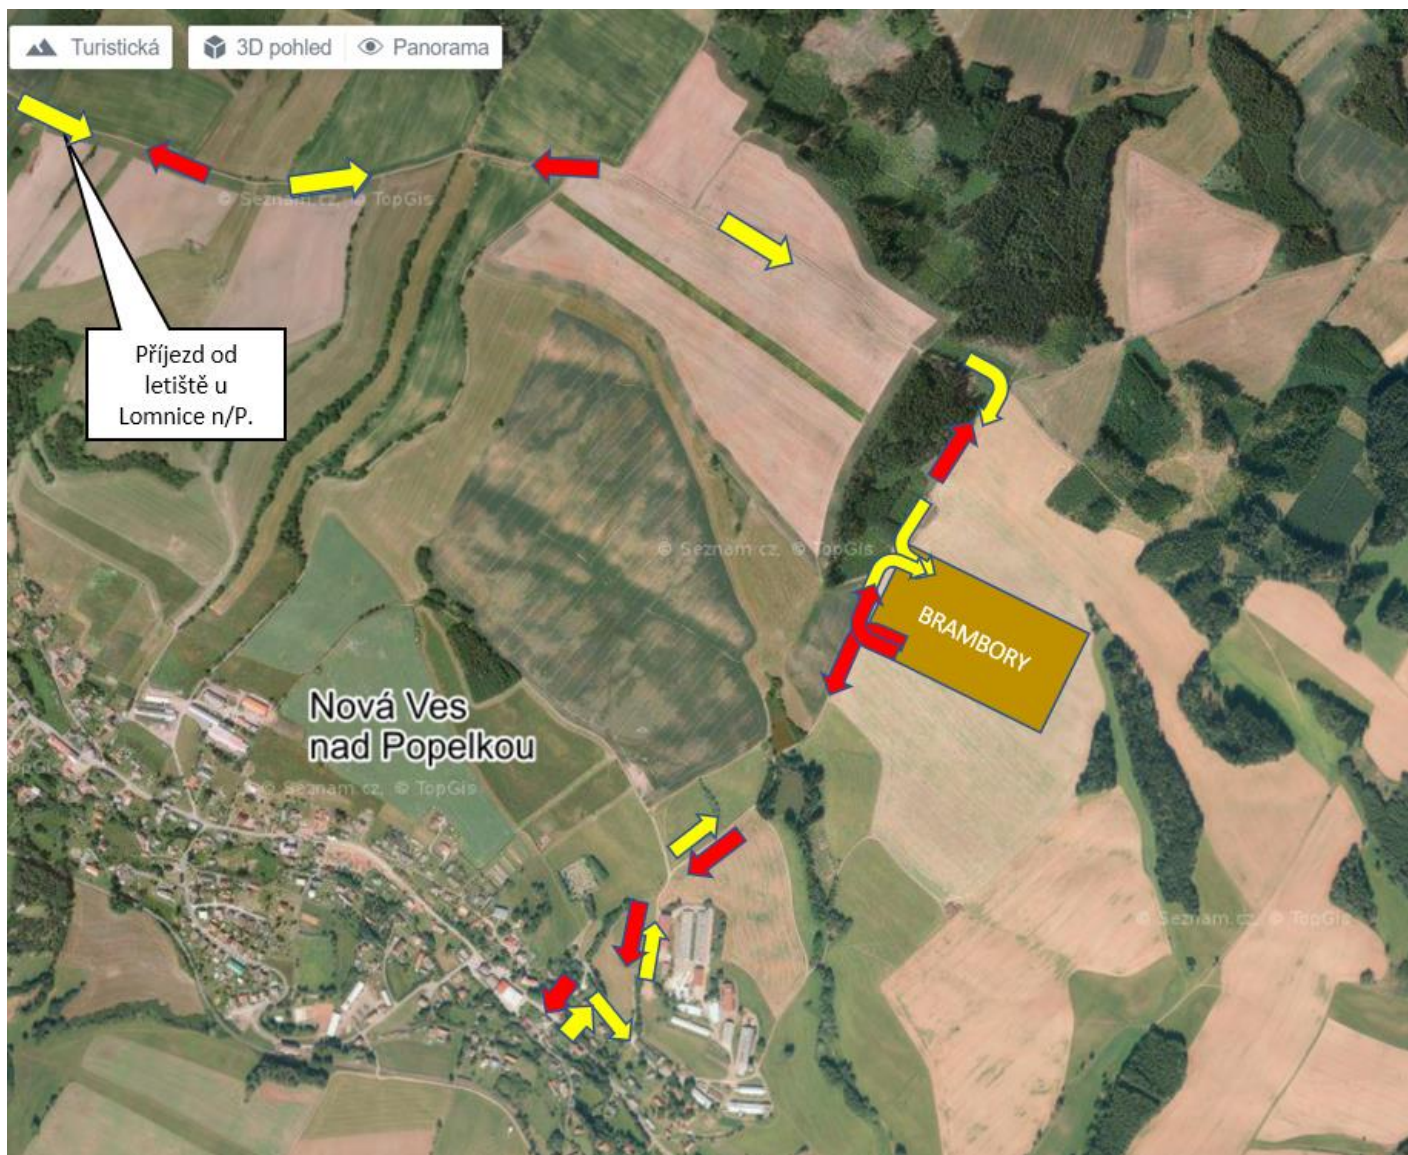 Turistická
3D pohled
Panorama
© Seznam.cz, © TopGis
Příjezd od
letiště u
Lomnice n/P.
© Seznam.cz, © TopGis
BRAMBORY
Nová Ves
nad Popelkou
TopGis
© Seznam.cz, © TopGis
© Seznam.cz, © TopGis